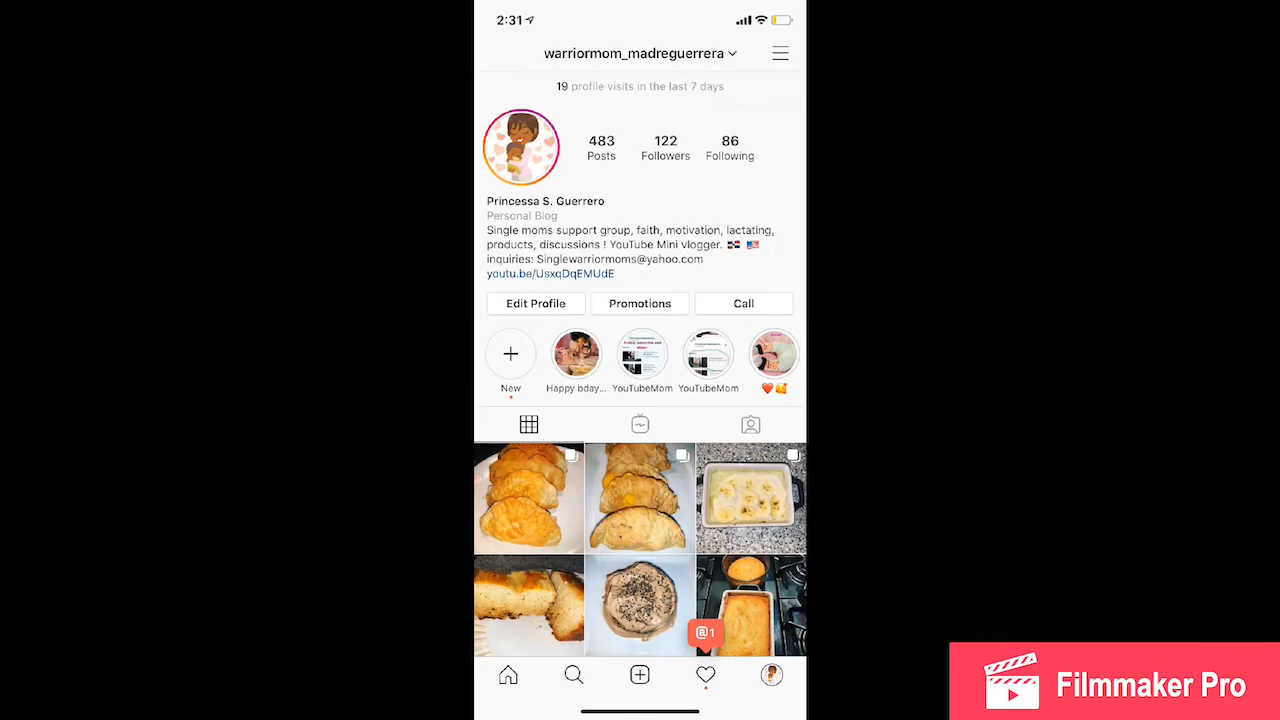 2:31
warriormom_madreguerrera
19 profile visits in the last 7 days
483 122 86
Posts Followers Following
Princessa S. Guerrero
Personal Blog
Single moms support group, faith, motivation, lactating,
products, discussions ! YouTube Mini vlogger. 🇩🇴 🇺🇸
inquiries: Singlewarriormoms@yahoo.com
youtu.be/UsxqDqEMUdE
Edit Profile Promotions Call
New Happy bday... YouTubeMom YouTubeMom ❤️🥰
@1
Filmmaker Pro